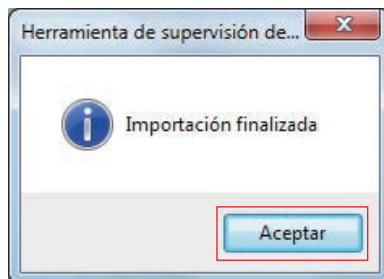 Herramienta de supervisión de...
Importación finalizada
Aceptar